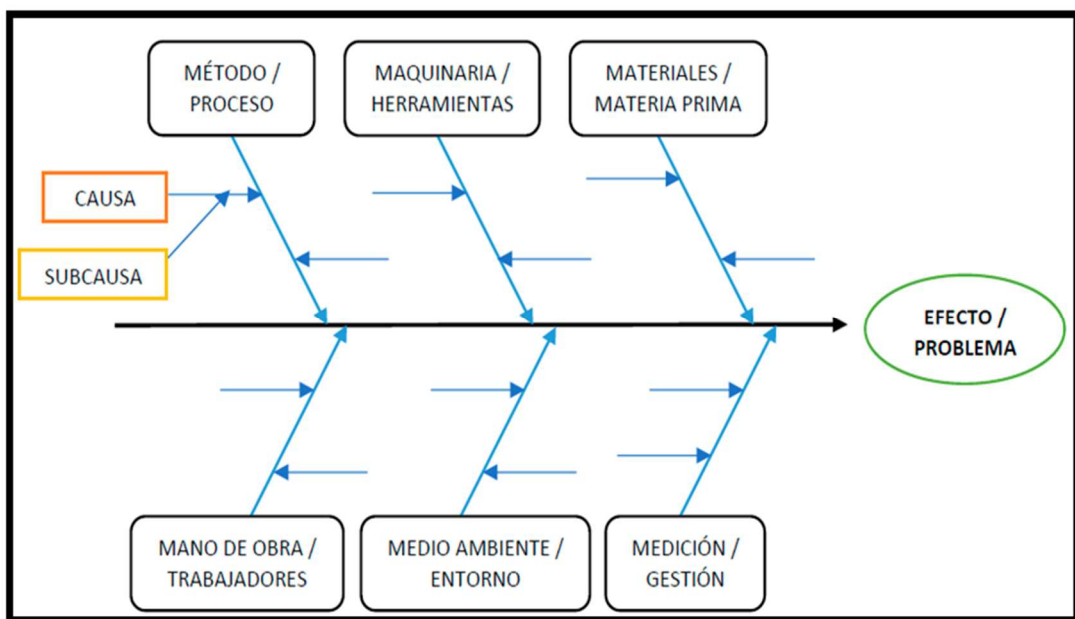 MÉTODO /
PROCESO
MAQUINARIA /
HERRAMIENTAS
MATERIALES /
MATERIA PRIMA
CAUSA
SUBCAUSA
EFECTO /
PROBLEMA
MANO DE OBRA /
TRABAJADORES
MEDIO AMBIENTE /
ENTORNO
MEDICIÓN /
GESTIÓN